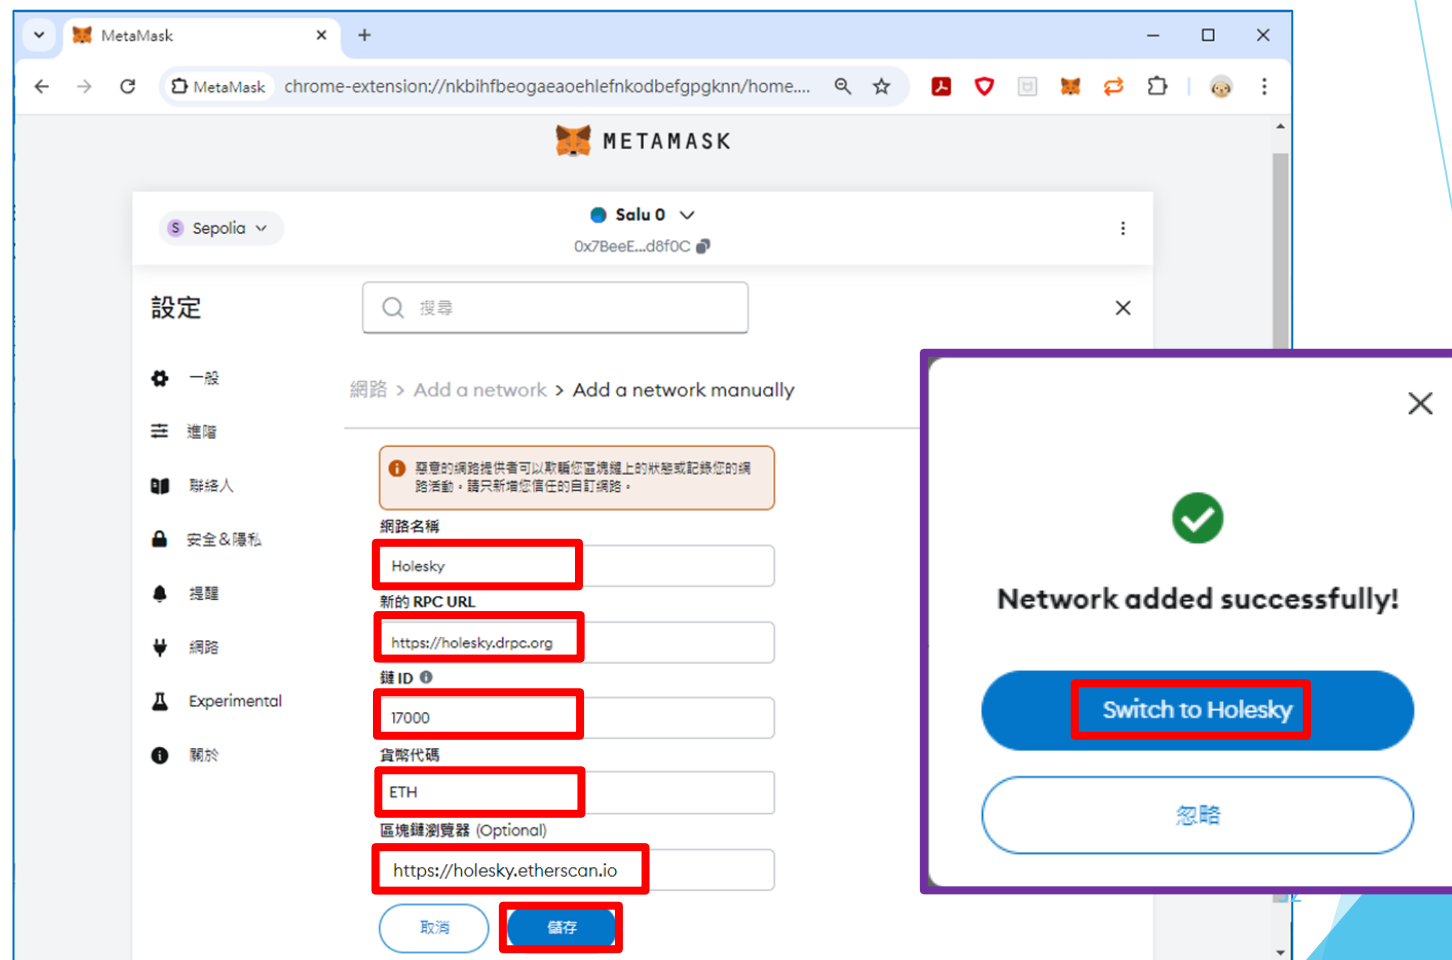 MetaMask
MetaMask
chrome-extension://nkbihfbeogaeaoehlefnkodbefgpgknn/home....
METAMASK
S Sepolia
Salu 0
0x7BeeE...d8f0C
設定
搜尋
一般
進階
聯絡人
安全&隱私
提醒
網路
Experimental
關於
網路 > Add a network > Add a network manually
惡意的網路提供者可以欺騙您區塊鏈上的狀態或記錄您的網
路活動。請只新增您信任的自訂網路。
網路名稱
Holesky
新的 RPC URL
https://holesky.drpc.org
鏈 ID
17000
貨幣代碼
ETH
區塊鏈瀏覽器 (Optional)
https://holesky.etherscan.io
取消
儲存
Network added successfully!
Switch to Holesky
忽略